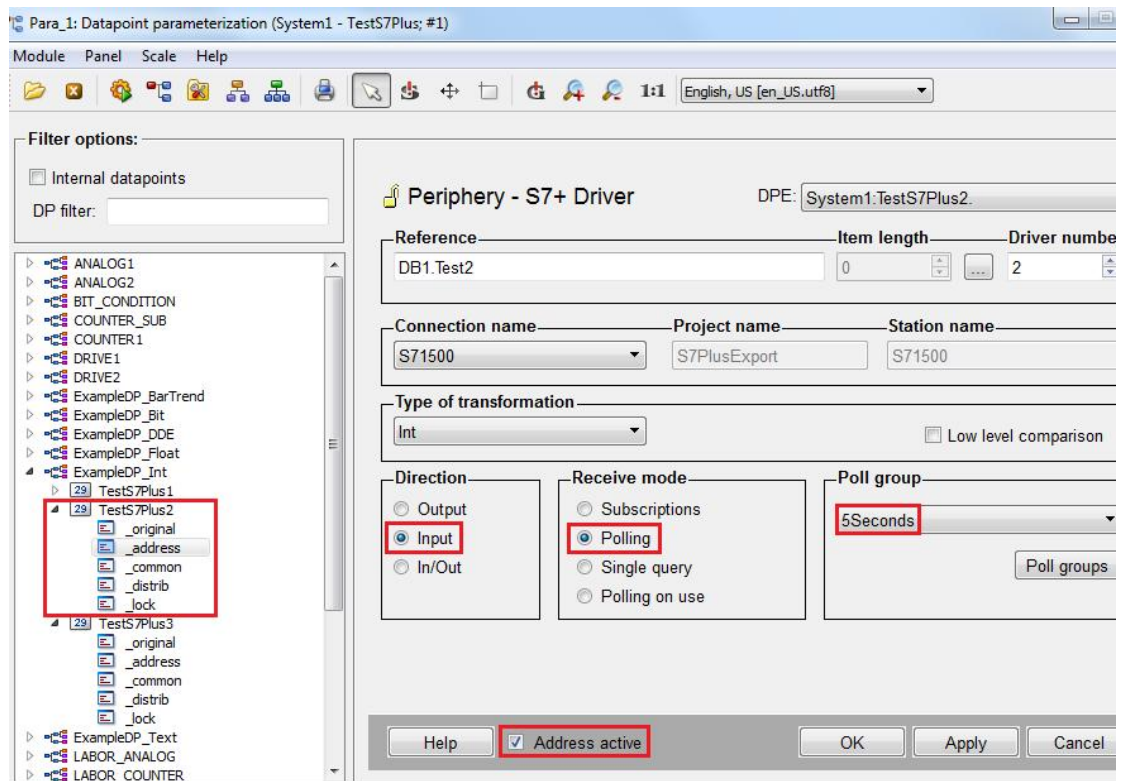 Para_1: Datapoint parameterization (System1 - TestS7Plus; #1)
Module Panel Scale Help
1:1 English, US [en_US.utf8]
Filter options:
Internal datapoints
DP filter:
ANALOG1
ANALOG2
BIT_CONDITION
COUNTER_SUB
COUNTER1
DRIVE1
DRIVE2
ExampleDP_BarTrend
ExampleDP_Bit
ExampleDP_DDE
ExampleDP_Float
ExampleDP_Int
29 TestS7Plus1
29 TestS7Plus2
_original
_address
_common
_distrib
_lock
29 TestS7Plus3
_original
_address
_common
_distrib
_lock
ExampleDP_Text
LABOR_ANALOG
LABOR_COUNTER
Periphery - S7+ Driver DPE: System1:TestS7Plus2.
Reference Item length Driver numbe
DB1.Test2 0 ... 2
Connection name Project name Station name
S71500 S7PlusExport S71500
Type of transformation
Int Low level comparison
Direction Receive mode Poll group
Output Subscriptions 5Seconds
Input Polling
In/Out Single query Poll groups
Polling on use
Help Address active OK Apply Cancel